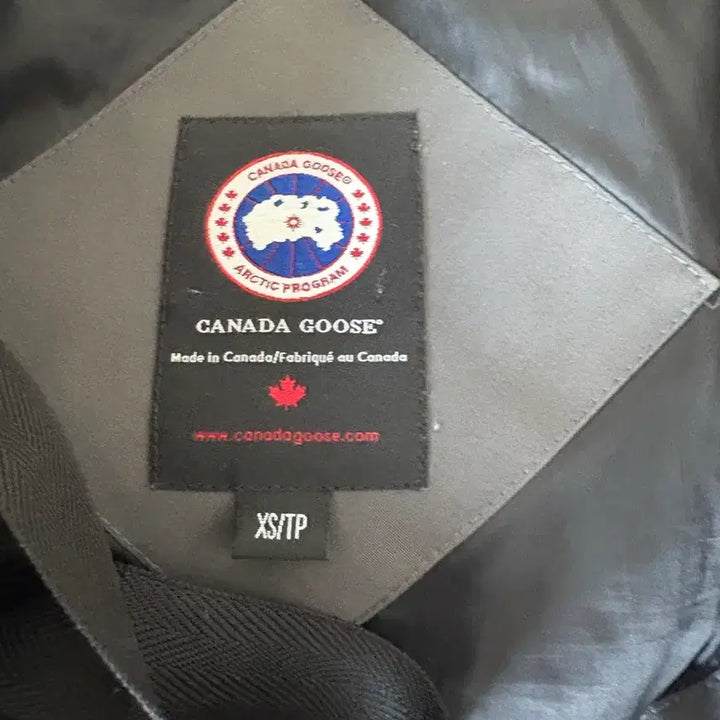 CANADA GOOSE®
ARCTIC PROGRAM
CANADA GOOSE®
Made in Canada/Fabriqué au Canada
www.canadagoose.com
XS/TP